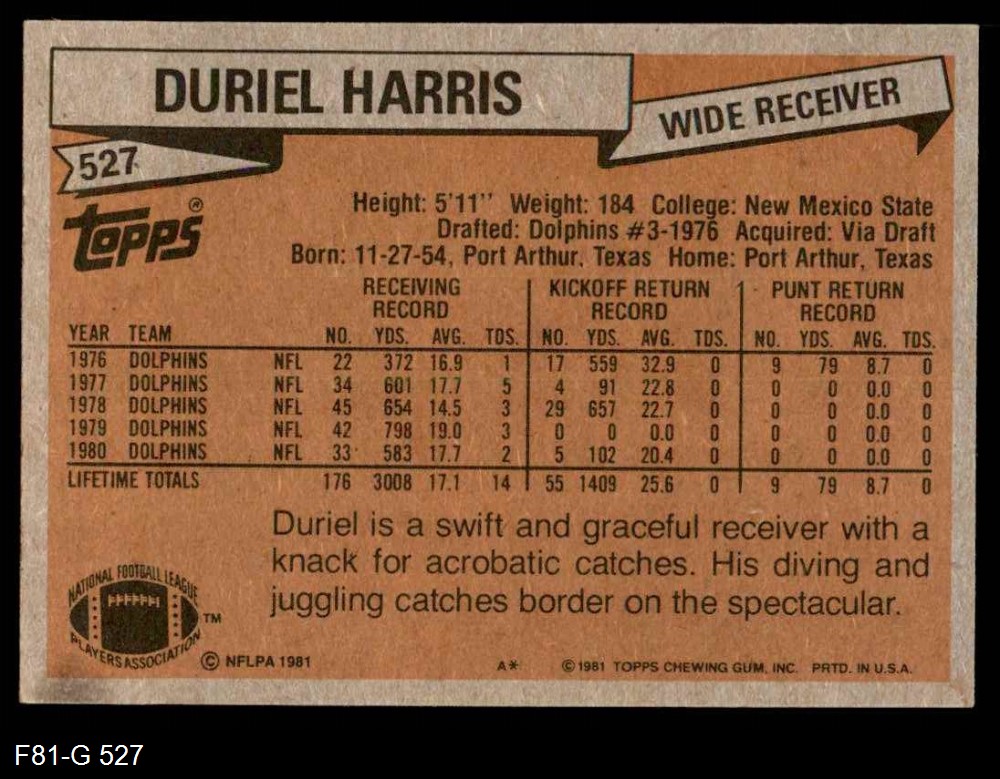 DURIEL HARRIS
WIDE RECEIVER
527
TOPPS ®
Height: 5'11" Weight: 184 College: New Mexico State
Drafted: Dolphins #3-1976 Acquired: Via Draft
Born: 11-27-54, Port Arthur, Texas Home: Port Arthur, Texas
RECEIVING RECORD KICKOFF RETURN RECORD PUNT RETURN RECORD
YEAR TEAM NO. YDS. AVG. TDS. NO. YDS. AVG. TDS. NO. YDS. AVG. TDS.
1976 DOLPHINS NFL 22 372 16.9 1 17 559 32.9 0 9 79 8.7 0
1977 DOLPHINS NFL 34 601 17.7 5 4 91 22.8 0 0 0 0.0 0
1978 DOLPHINS NFL 45 654 14.5 3 29 657 22.7 0 0 0 0.0 0
1979 DOLPHINS NFL 42 798 19.0 3 0 0 0.0 0 0 0 0.0 0
1980 DOLPHINS NFL 33 583 17.7 2 5 102 20.4 0 0 0 0.0 0
LIFETIME TOTALS 176 3008 17.1 14 55 1409 25.6 0 9 79 8.7 0
Duriel is a swift and graceful receiver with a
knack for acrobatic catches. His diving and
juggling catches border on the spectacular.
NATIONAL FOOTBALL LEAGUE
PLAYERS ASSOCIATION TM
© NFLPA 1981
A* © 1981 TOPPS CHEWING GUM, INC. PRTD. IN U.S.A.
F81-G 527